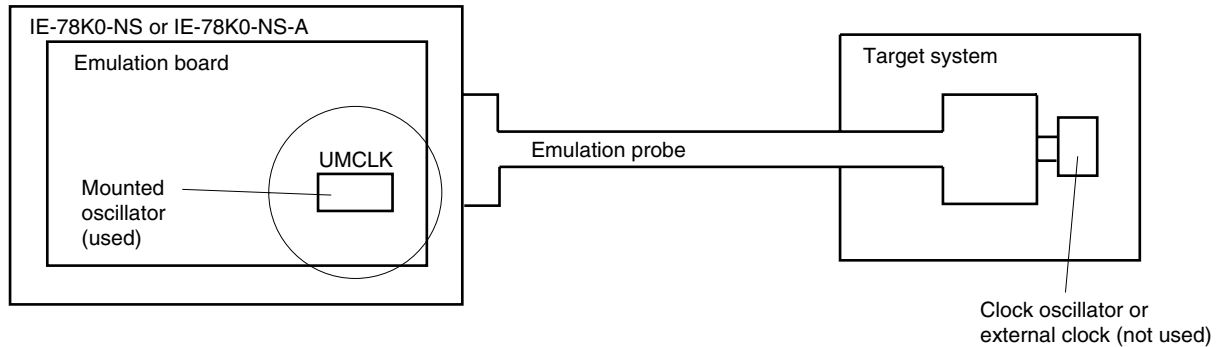 IE-78K0-NS or IE-78K0-NS-A
Emulation board
UMCLK
Mounted
oscillator
(used)
Emulation probe
Target system
Clock oscillator or
external clock (not used)